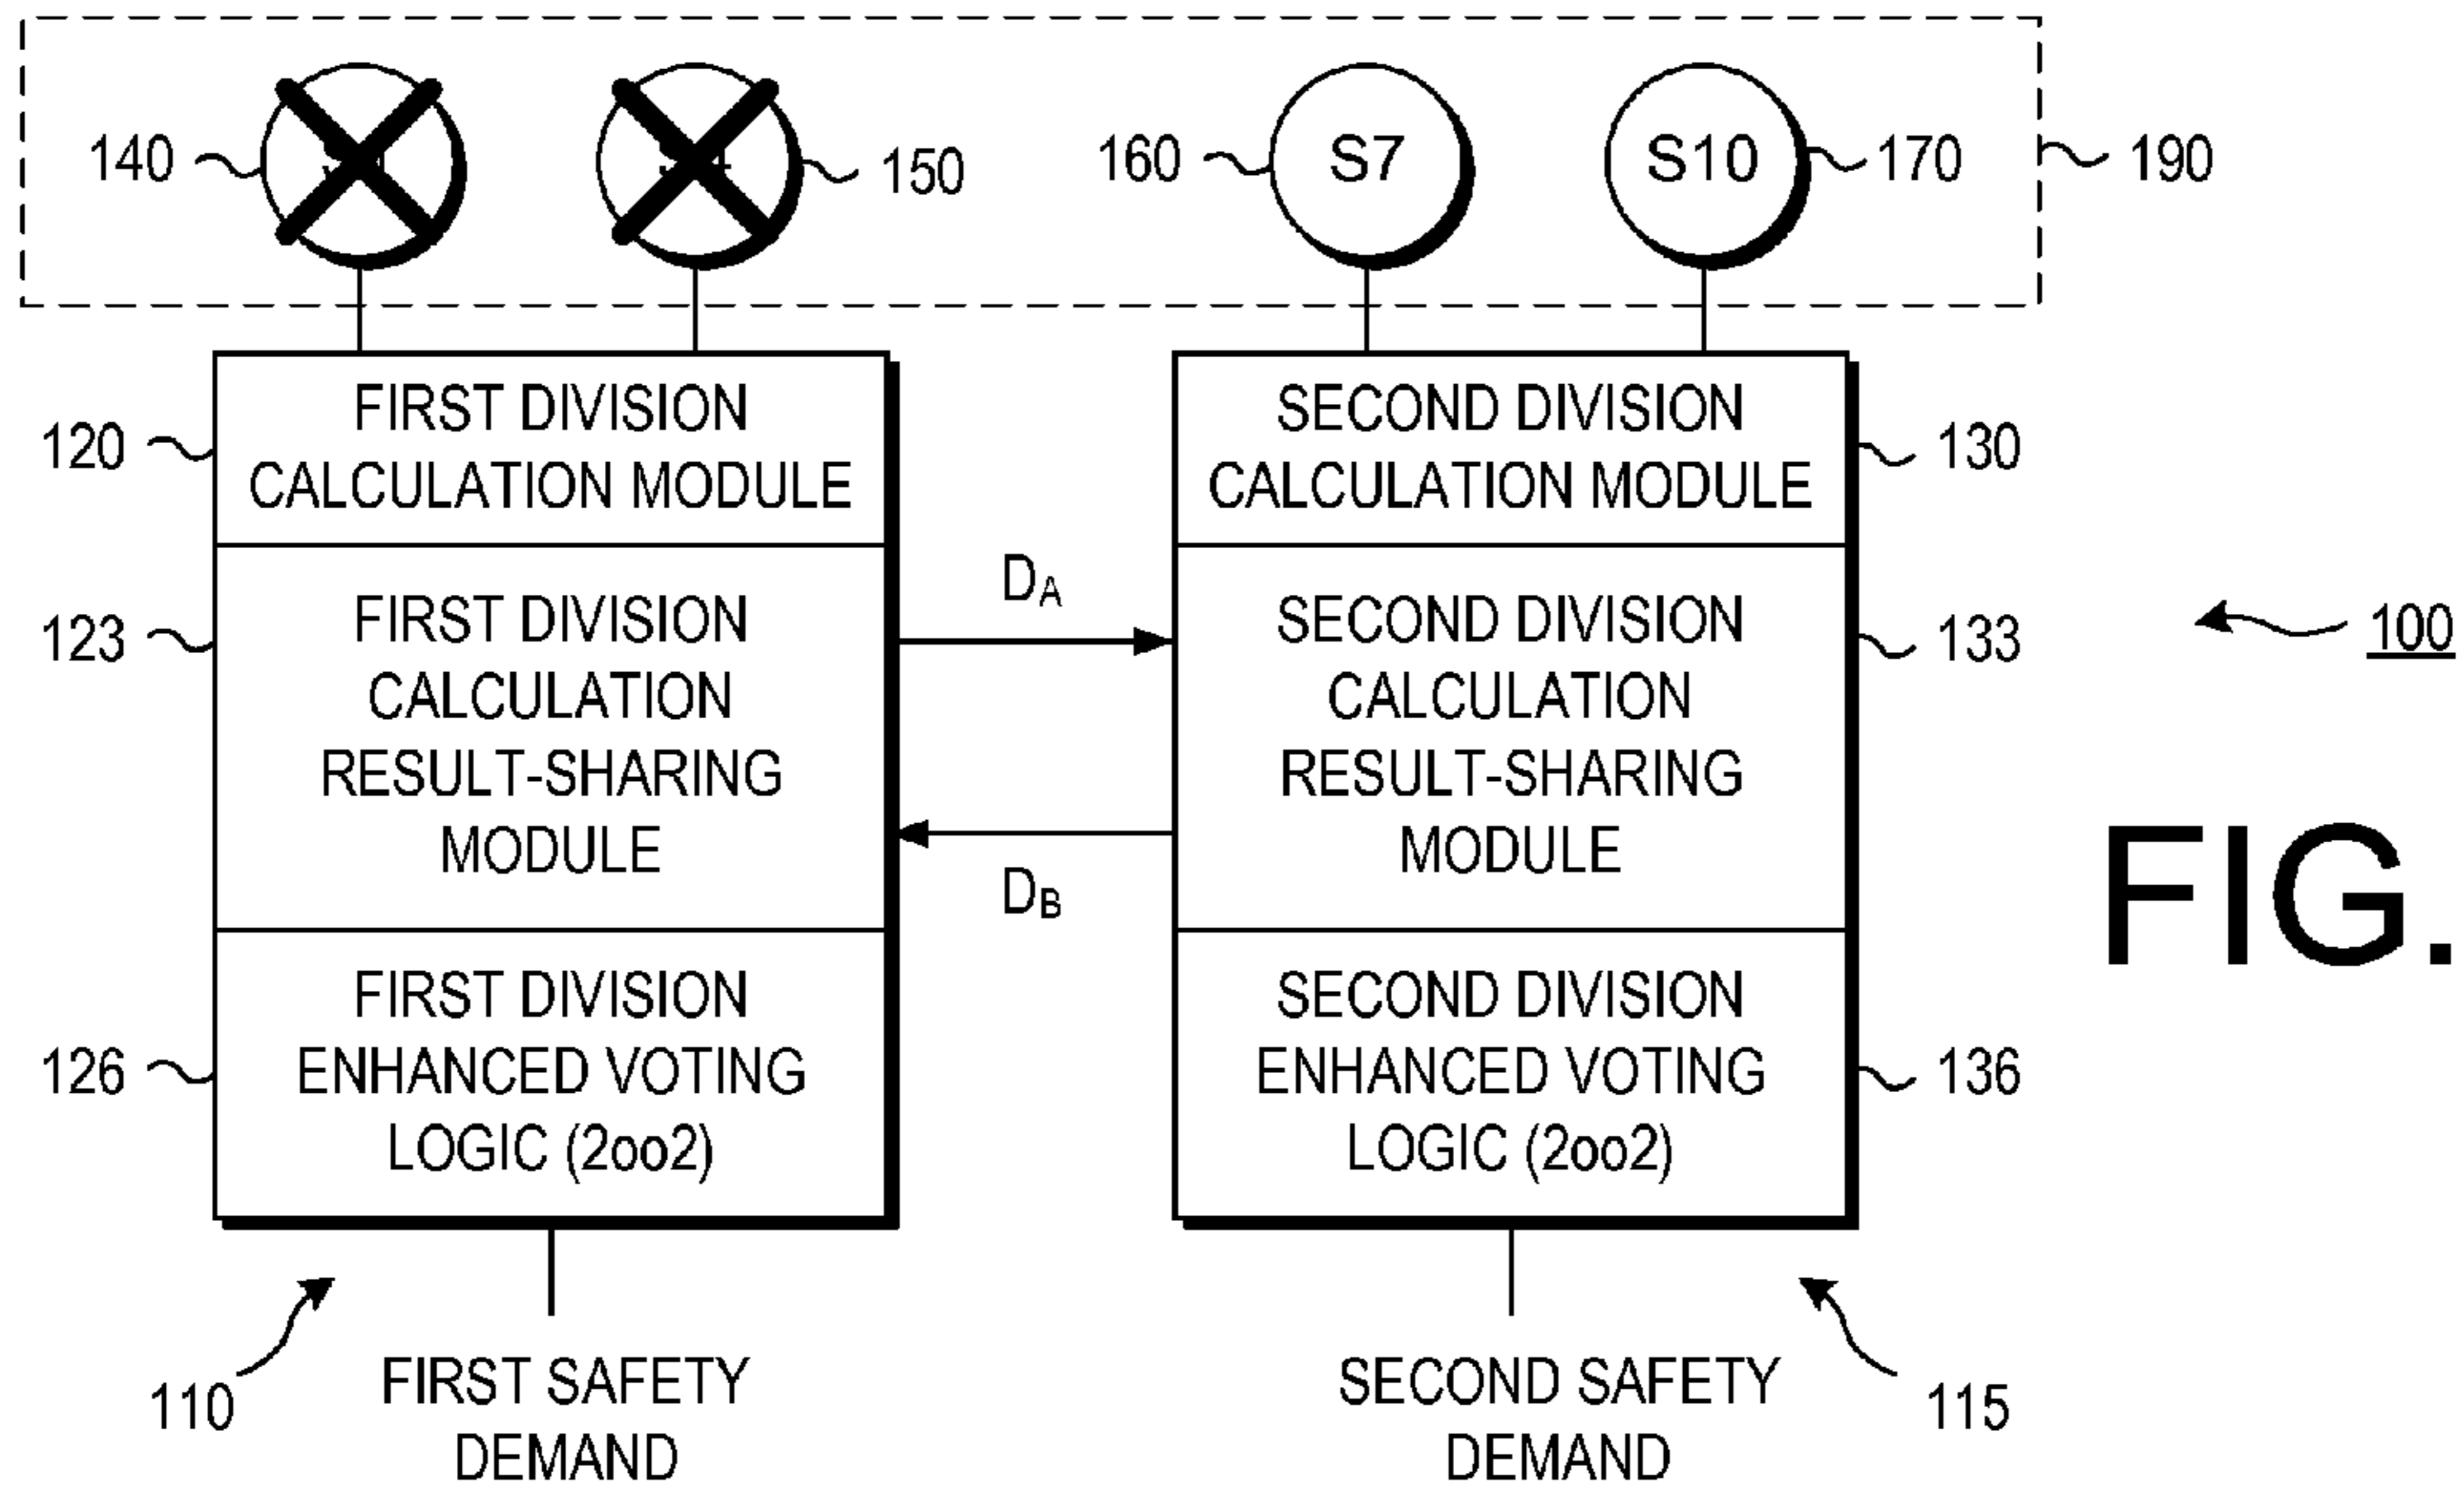 140
150
160
S7
S10
170
190
120
FIRST DIVISION
CALCULATION MODULE
SECOND DIVISION
CALCULATION MODULE
130
123
FIRST DIVISION
CALCULATION
RESULT-SHARING
MODULE
DA
DB
SECOND DIVISION
CALCULATION
RESULT-SHARING
MODULE
133
100
FIG.
126
FIRST DIVISION
ENHANCED VOTING
LOGIC (2oo2)
SECOND DIVISION
ENHANCED VOTING
LOGIC (2oo2)
136
110
FIRST SAFETY
DEMAND
SECOND SAFETY
DEMAND
115